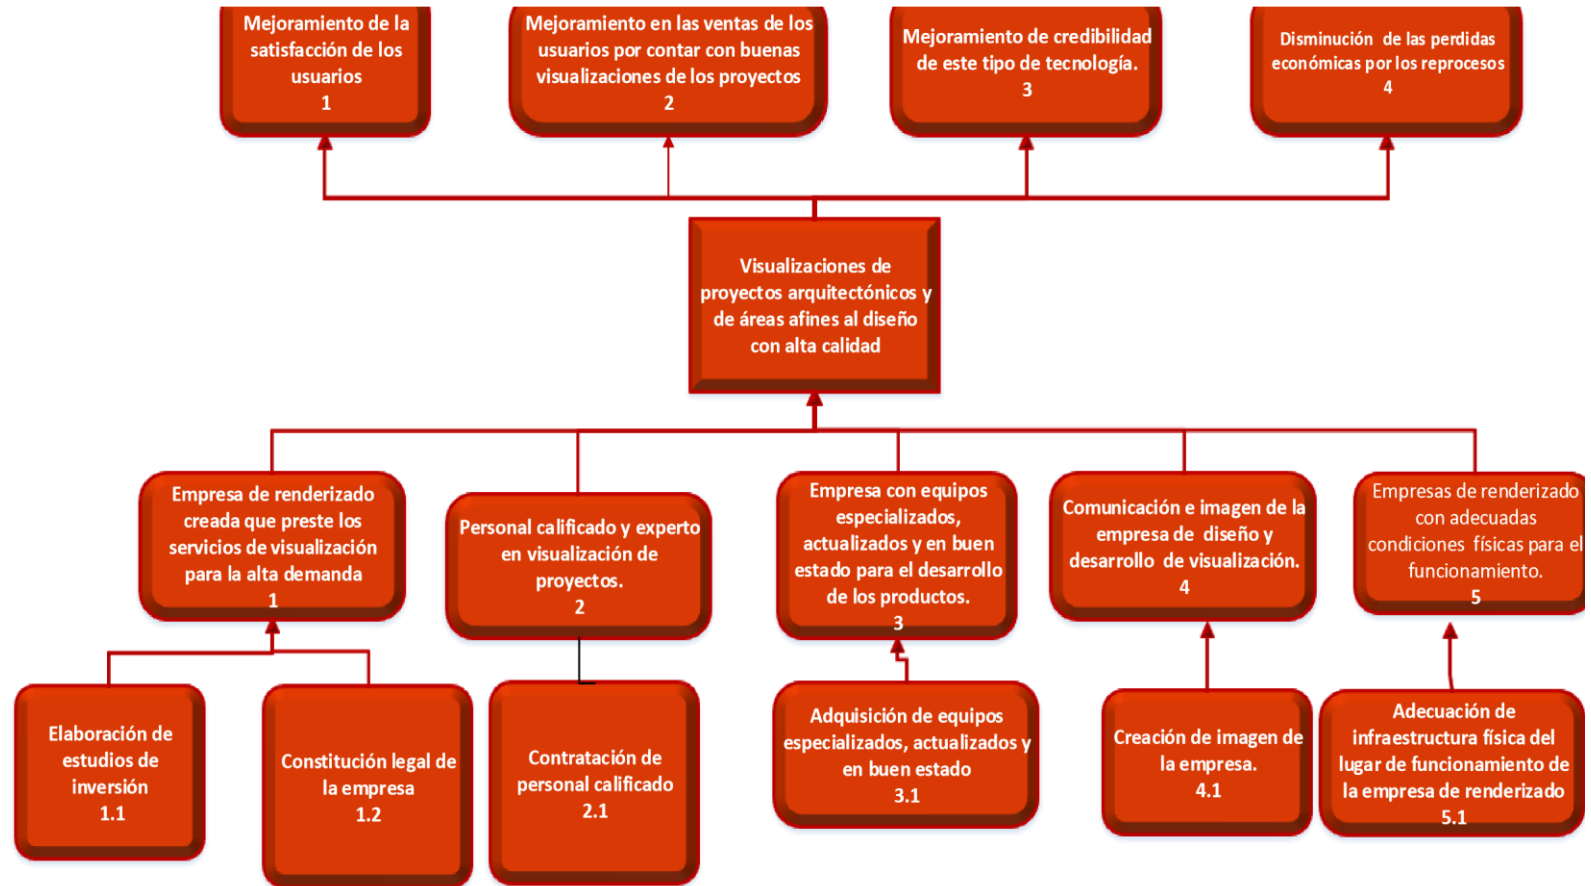 Mejoramiento de la
satisfacción de los
usuarios
1
Mejoramiento en las ventas de los
usuarios por contar con buenas
visualizaciones de los proyectos
2
Mejoramiento de credibilidad
de este tipo de tecnología.
3
Disminución de las perdidas
económicas por los reprocesos
4
Visualizaciones de
proyectos arquitectónicos y
de áreas afines al diseño
con alta calidad
Empresa de renderizado
creada que preste los
servicios de visualización
para la alta demanda
1
Personal calificado y experto
en visualización de
proyectos.
2
Empresa con equipos
especializados,
actualizados y en buen
estado para el desarrollo
de los productos.
3
Comunicación e imagen de la
empresa de diseño y
desarrollo de visualización.
4
Empresas de renderizado
con adecuadas
condiciones físicas para el
funcionamiento.
5
Elaboración de
estudios de
inversión
1.1
Constitución legal de
la empresa
1.2
Contratación de
personal calificado
2.1
Adquisición de equipos
especializados, actualizados y
en buen estado
3.1
Creación de imagen de
la empresa.
4.1
Adecuación de
infraestructura física del
lugar de funcionamiento de
la empresa de renderizado
5.1